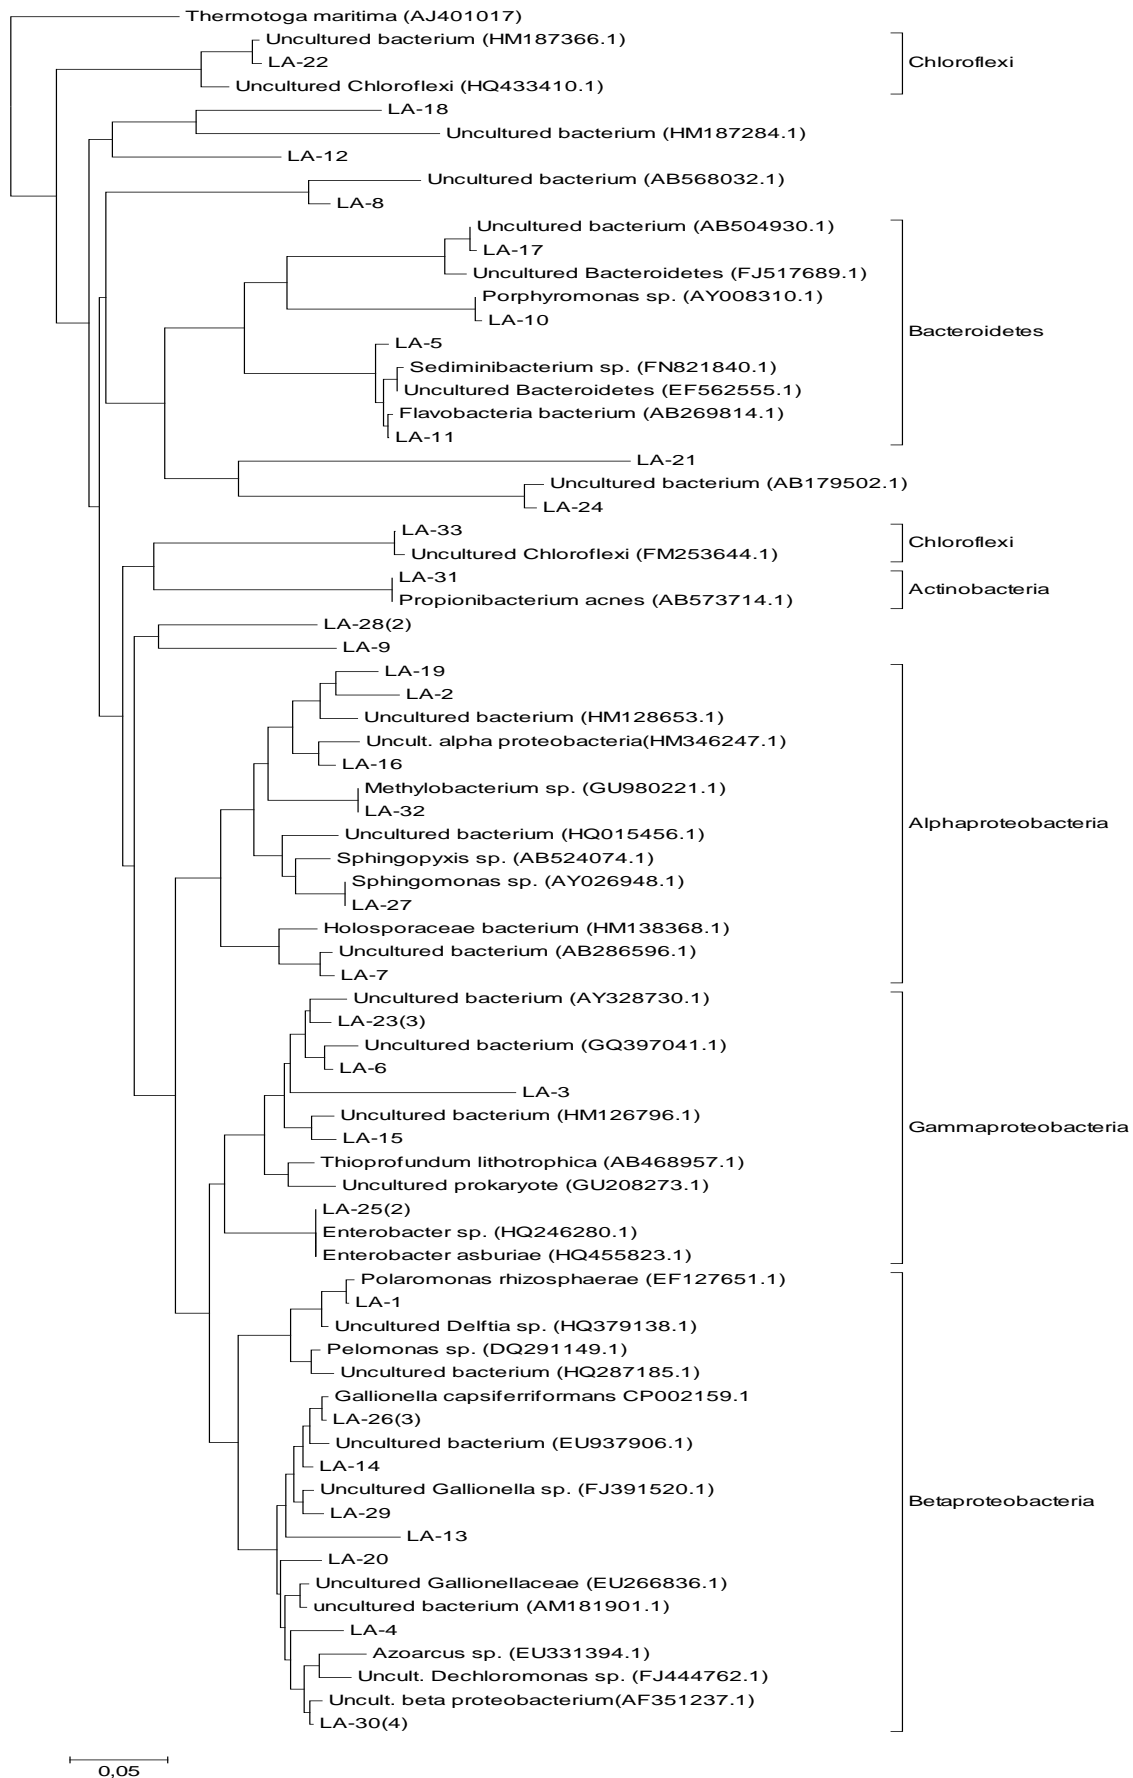 Thermotoga maritima (AJ401017)
Uncultured bacterium (HM187366.1)
LA-22
Chloroflexi
Uncultured Chloroflexi (HQ433410.1)
LA-18
Uncultured bacterium (HM187284.1)
LA-12
Uncultured bacterium (AB568032.1)
LA-8
Uncultured bacterium (AB504930.1)
LA-17
Uncultured Bacteroidetes (FJ517689.1)
Porphyromonas sp. (AY008310.1)
LA-10
Bacteroidetes
LA-5
Sediminibacterium sp. (FN821840.1)
Uncultured Bacteroidetes (EF562555.1)
Flavobacteria bacterium (AB269814.1)
LA-11
LA-21
Uncultured bacterium (AB179502.1)
LA-24
LA-33
Chloroflexi
Uncultured Chloroflexi (FM253644.1)
LA-31
Actinobacteria
Propionibacterium acnes (AB573714.1)
LA-28(2)
LA-9
LA-19
LA-2
Uncultured bacterium (HM128653.1)
Uncult. alpha proteobacteria(HM346247.1)
LA-16
Methylobacterium sp. (GU980221.1)
LA-32
Alphaproteobacteria
Uncultured bacterium (HQ015456.1)
Sphingopyxis sp. (AB524074.1)
Sphingomonas sp. (AY026948.1)
LA-27
Holosporaceae bacterium (HM138368.1)
Uncultured bacterium (AB286596.1)
LA-7
Uncultured bacterium (AY328730.1)
LA-23(3)
Uncultured bacterium (GQ397041.1)
LA-6
LA-3
Uncultured bacterium (HM126796.1)
Gammaproteobacteria
LA-15
Thioprofundum lithotrophica (AB468957.1)
Uncultured prokaryote (GU208273.1)
LA-25(2)
Enterobacter sp. (HQ246280.1)
Enterobacter asburiae (HQ455823.1)
Polaromonas rhizosphaerae (EF127651.1)
LA-1
Uncultured Delftia sp. (HQ379138.1)
Pelomonas sp. (DQ291149.1)
Uncultured bacterium (HQ287185.1)
Gallionella capsiferriformans CP002159.1
LA-26(3)
Uncultured bacterium (EU937906.1)
LA-14
Uncultured Gallionella sp. (FJ391520.1)
Betaproteobacteria
LA-29
LA-13
LA-20
Uncultured Gallionellaceae (EU266836.1)
uncultured bacterium (AM181901.1)
LA-4
Azoarcus sp. (EU331394.1)
Uncult. Dechloromonas sp. (FJ444762.1)
Uncult. beta proteobacterium(AF351237.1)
LA-30(4)
0,05